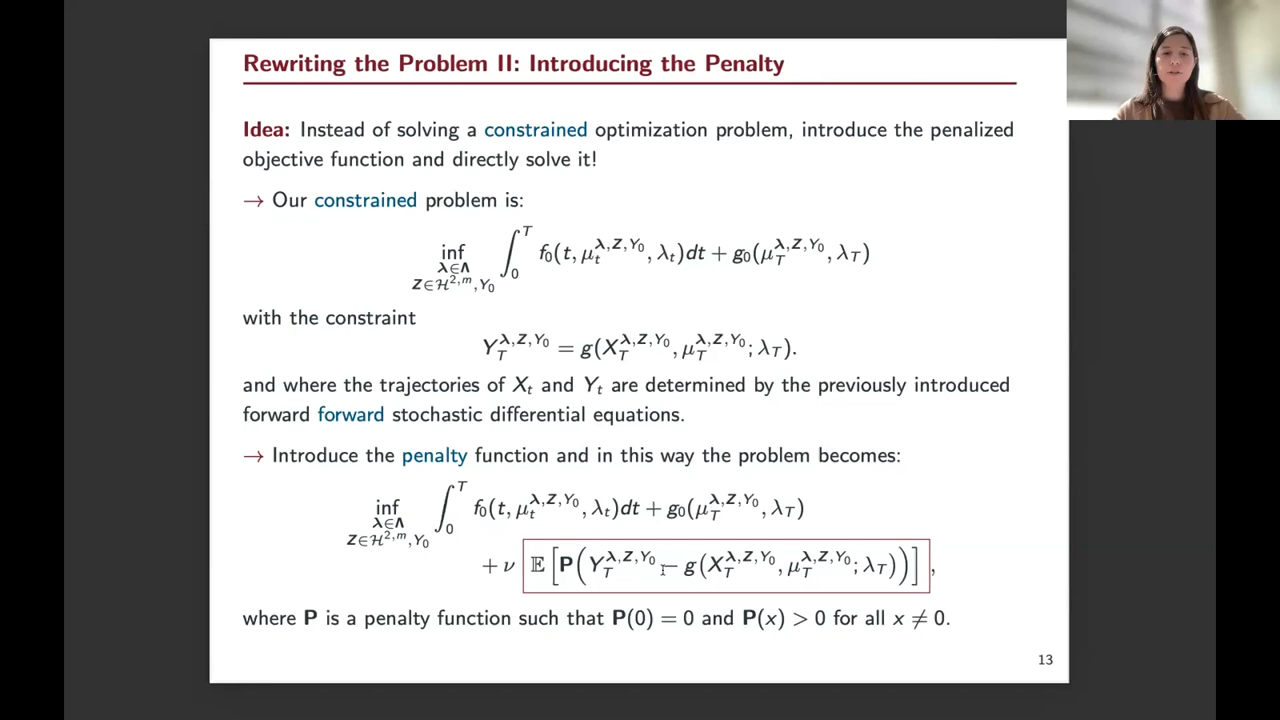 Rewriting the Problem II: Introducing the Penalty
Idea: Instead of solving a constrained optimization problem, introduce the penalized
objective function and directly solve it!
→ Our constrained problem is:
inf_{λ∈Λ, Z∈ℋ^{2,m}, Y_0} ∫_0^T f_0(t, μ_t^{λ,Z,Y_0}, λ_t)dt + g_0(μ_T^{λ,Z,Y_0}, λ_T)
with the constraint
Y_T^{λ,Z,Y_0} = g(X_T^{λ,Z,Y_0}, μ_T^{λ,Z,Y_0}; λ_T).
and where the trajectories of X_t and Y_t are determined by the previously introduced
forward forward stochastic differential equations.
→ Introduce the penalty function and in this way the problem becomes:
inf_{λ∈Λ, Z∈ℋ^{2,m}, Y_0} ∫_0^T f_0(t, μ_t^{λ,Z,Y_0}, λ_t)dt + g_0(μ_T^{λ,Z,Y_0}, λ_T)
+ ν 𝔼[P(Y_T^{λ,Z,Y_0} − g(X_T^{λ,Z,Y_0}, μ_T^{λ,Z,Y_0}; λ_T))],
where P is a penalty function such that P(0) = 0 and P(x) > 0 for all x ≠ 0.
13